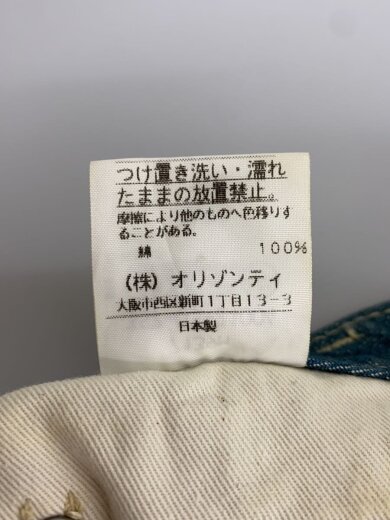 つけ置き洗い・濡れ
たままの放置禁止。
摩擦により他のものへ色移りす
ることがある。
綿 100%
(株) オリゾンティ
大阪市西区新町1丁目13-3
日本製